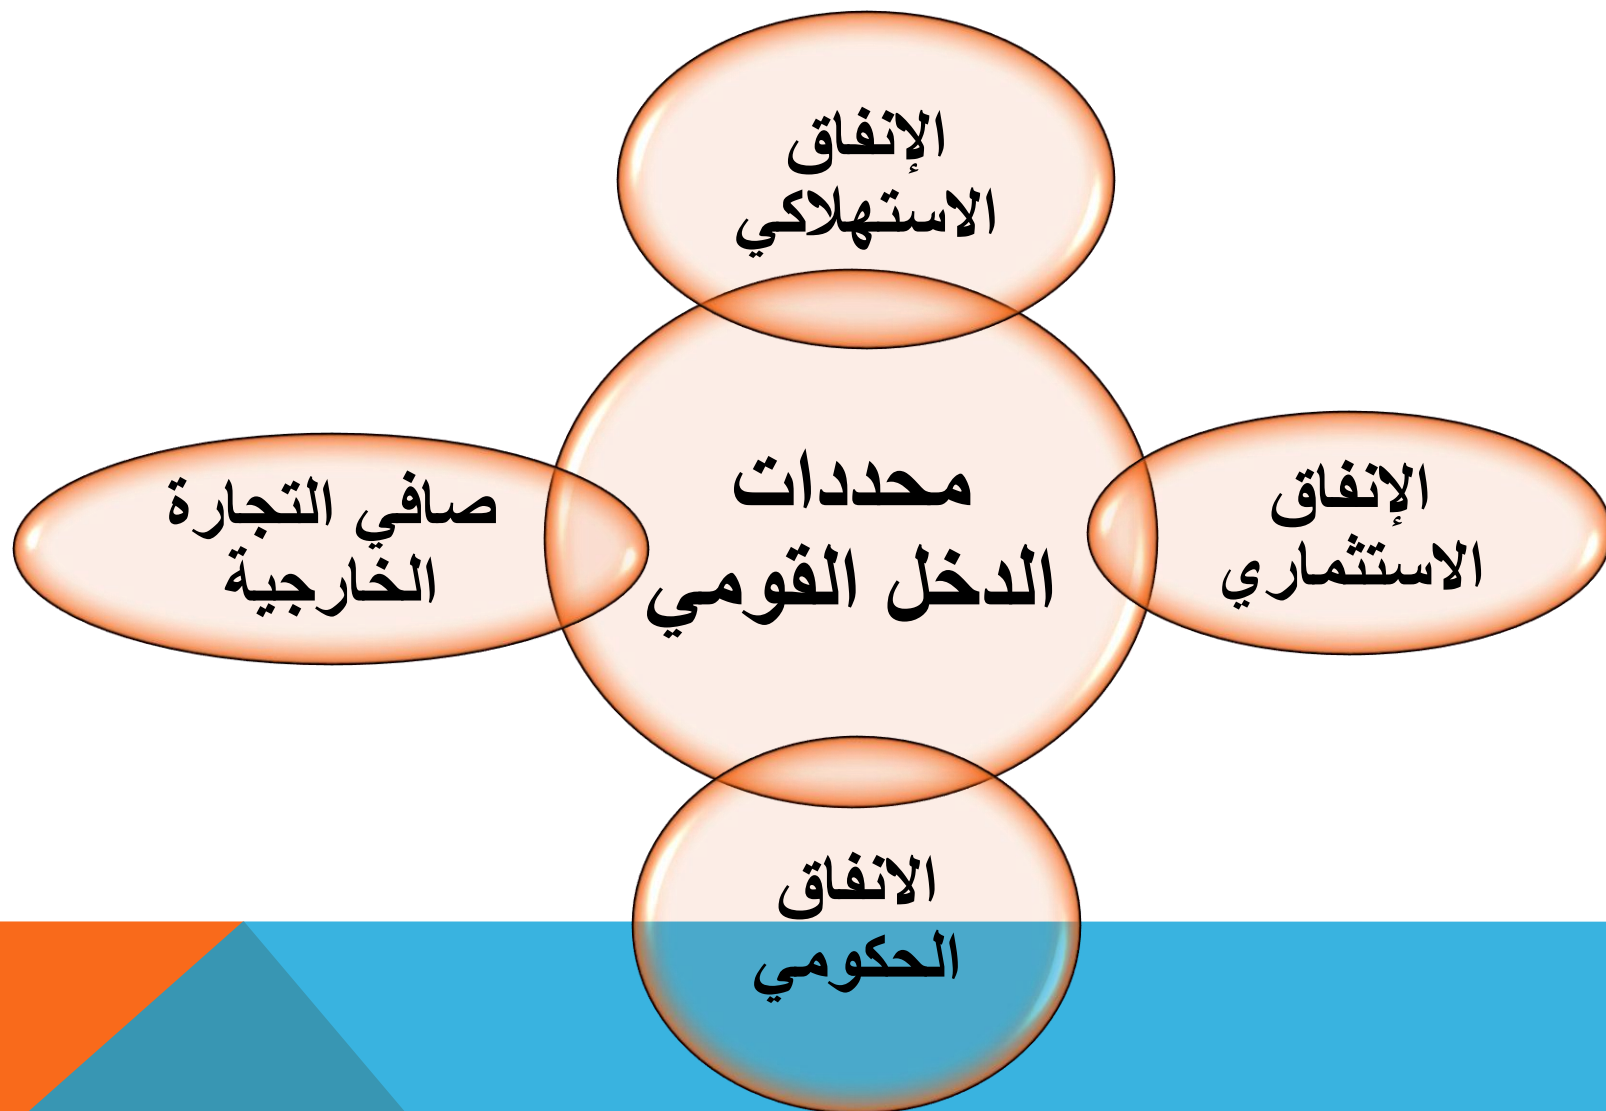 الإنفاق
الاستهلاكي
محددات
الدخل القومي
الإنفاق
الاستثماري
صافي التجارة
الخارجية
الانفاق
الحكومي